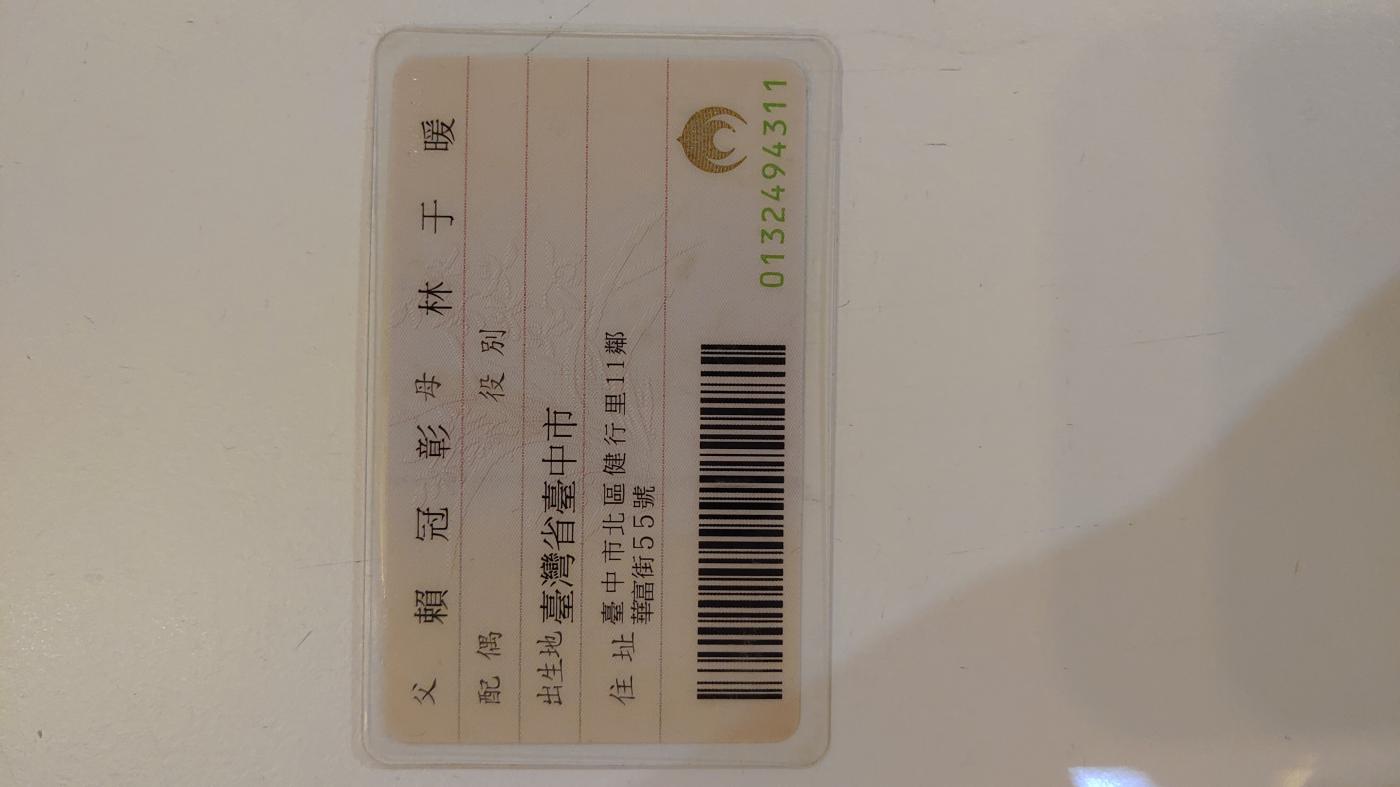 父 賴冠彰 母 林于暖
配偶 役別
出生地 臺灣省臺中市
住址 臺中市北區健行里11鄰
華富街55號
0132494311